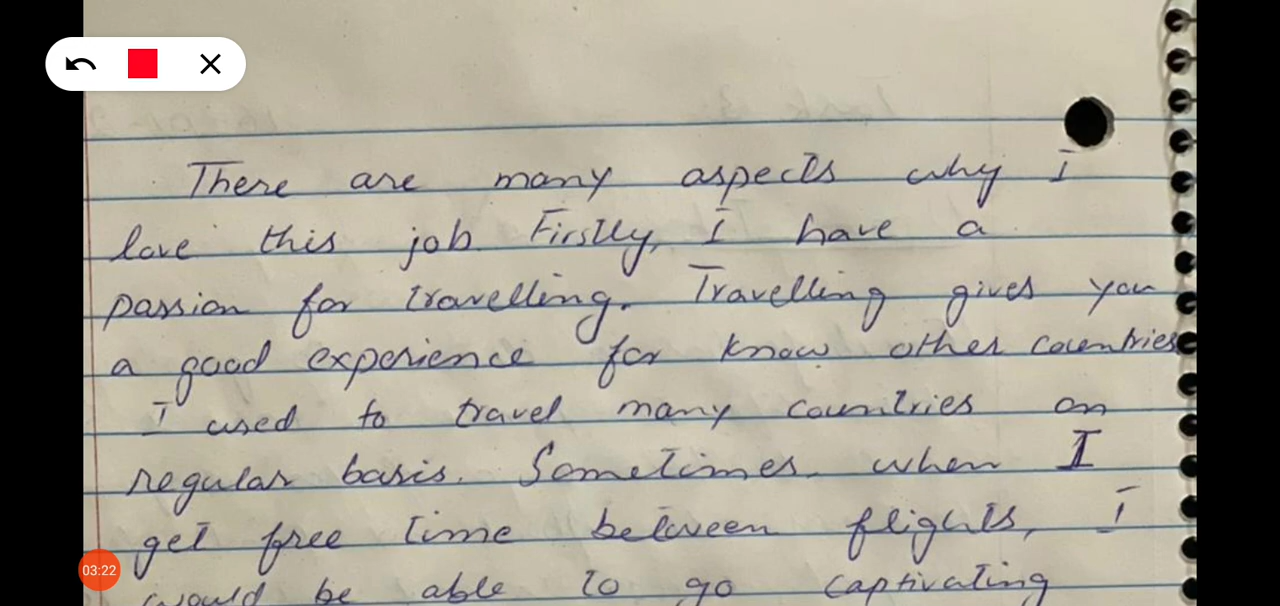 There are many aspects why I
love this job. Firstly, I have a
passion for travelling. Travelling gives you
a good experience for know other countries
I used to travel many countries on
regular basis. Sometimes when I
get free time between flights, I
would be able to go captivating
03:22